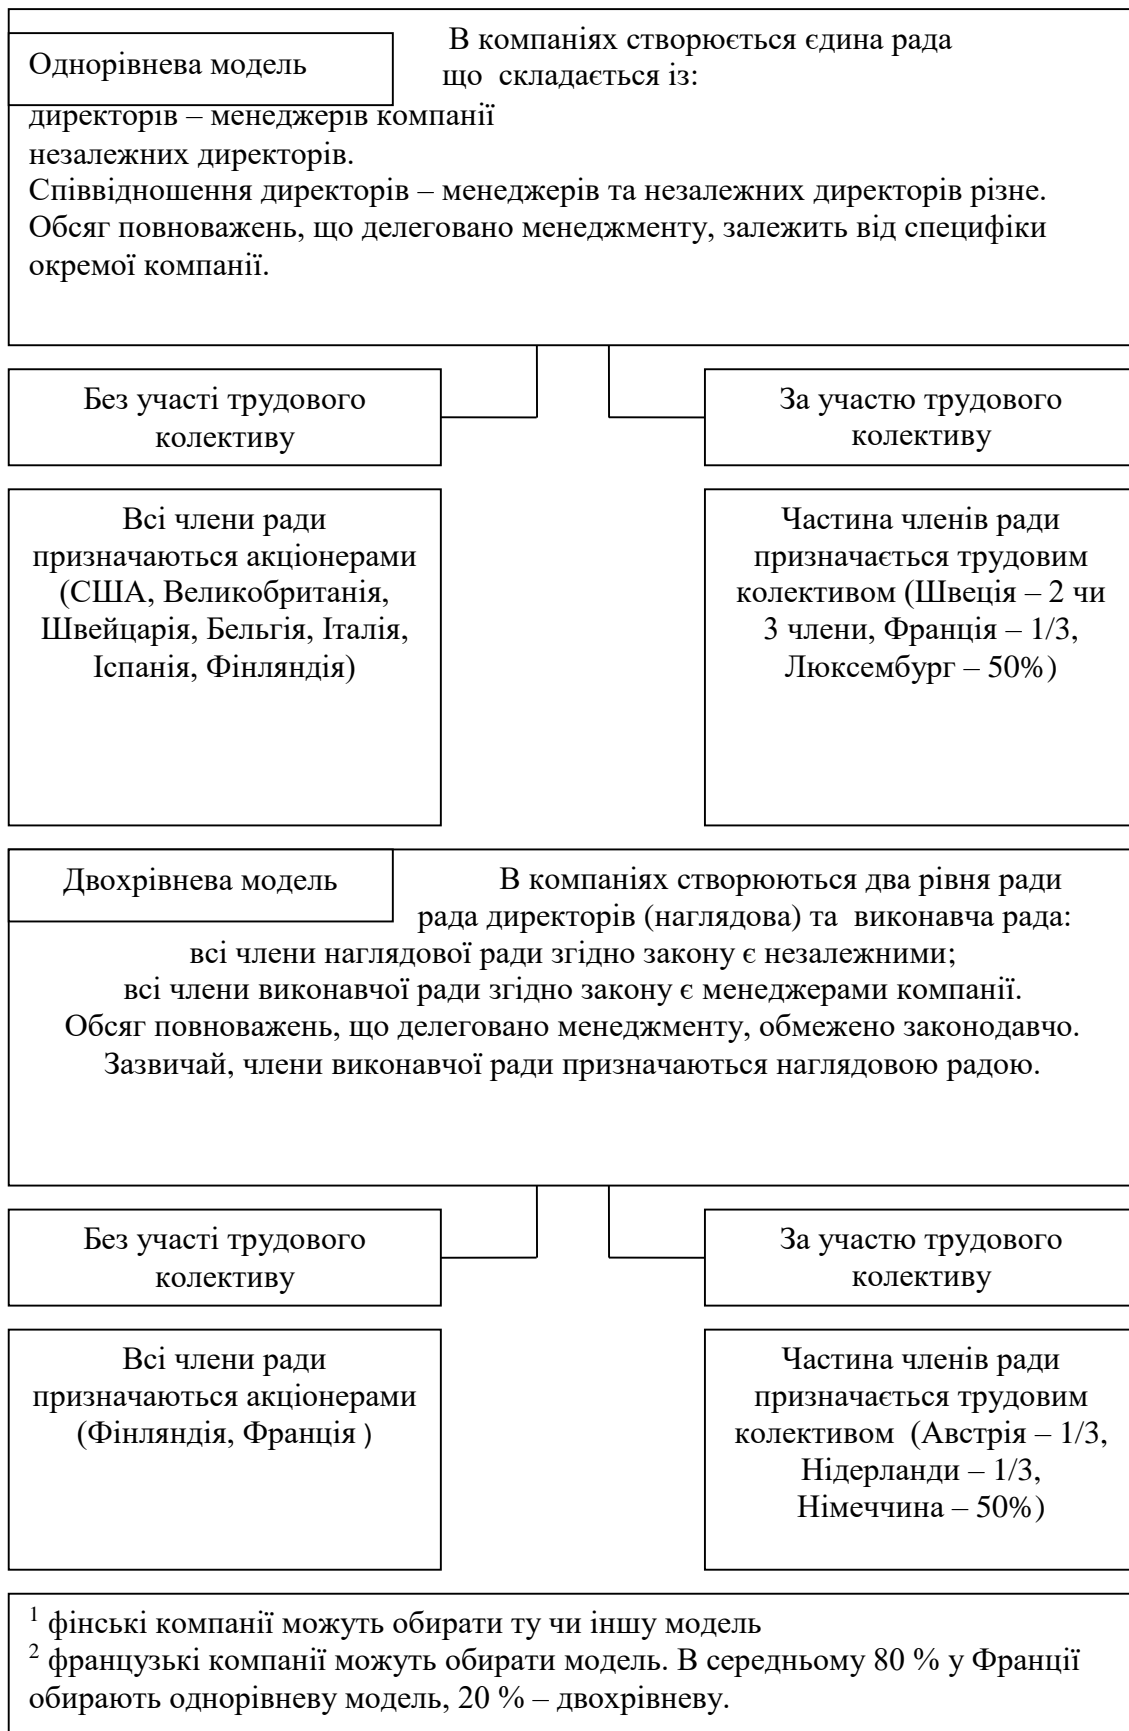 Однорівнева модель
В компаніях створюється єдина рада
що складається із:
директорів – менеджерів компанії
незалежних директорів.
Співвідношення директорів – менеджерів та незалежних директорів різне.
Обсяг повноважень, що делеговано менеджменту, залежить від специфіки
окремої компанії.
Без участі трудового
колективу
За участю трудового
колективу
Всі члени ради
призначаються акціонерами
(США, Великобританія,
Швейцарія, Бельгія, Італія,
Іспанія, Фінляндія)
Частина членів ради
призначається трудовим
колективом (Швеція – 2 чи
3 члени, Франція – 1/3,
Люксембург – 50%)
Двохрівнева модель
В компаніях створюються два рівня ради
рада директорів (наглядова) та виконавча рада:
всі члени наглядової ради згідно закону є незалежними;
всі члени виконавчої ради згідно закону є менеджерами компанії.
Обсяг повноважень, що делеговано менеджменту, обмежено законодавчо.
Зазвичай, члени виконавчої ради призначаються наглядовою радою.
Без участі трудового
колективу
За участю трудового
колективу
Всі члени ради
призначаються акціонерами
(Фінляндія, Франція )
Частина членів ради
призначається трудовим
колективом (Австрія – 1/3,
Нідерланди – 1/3,
Німеччина – 50%)
1 фінські компанії можуть обирати ту чи іншу модель
2 французькі компанії можуть обирати модель. В середньому 80 % у Франції
обирають однорівневу модель, 20 % – двохрівневу.